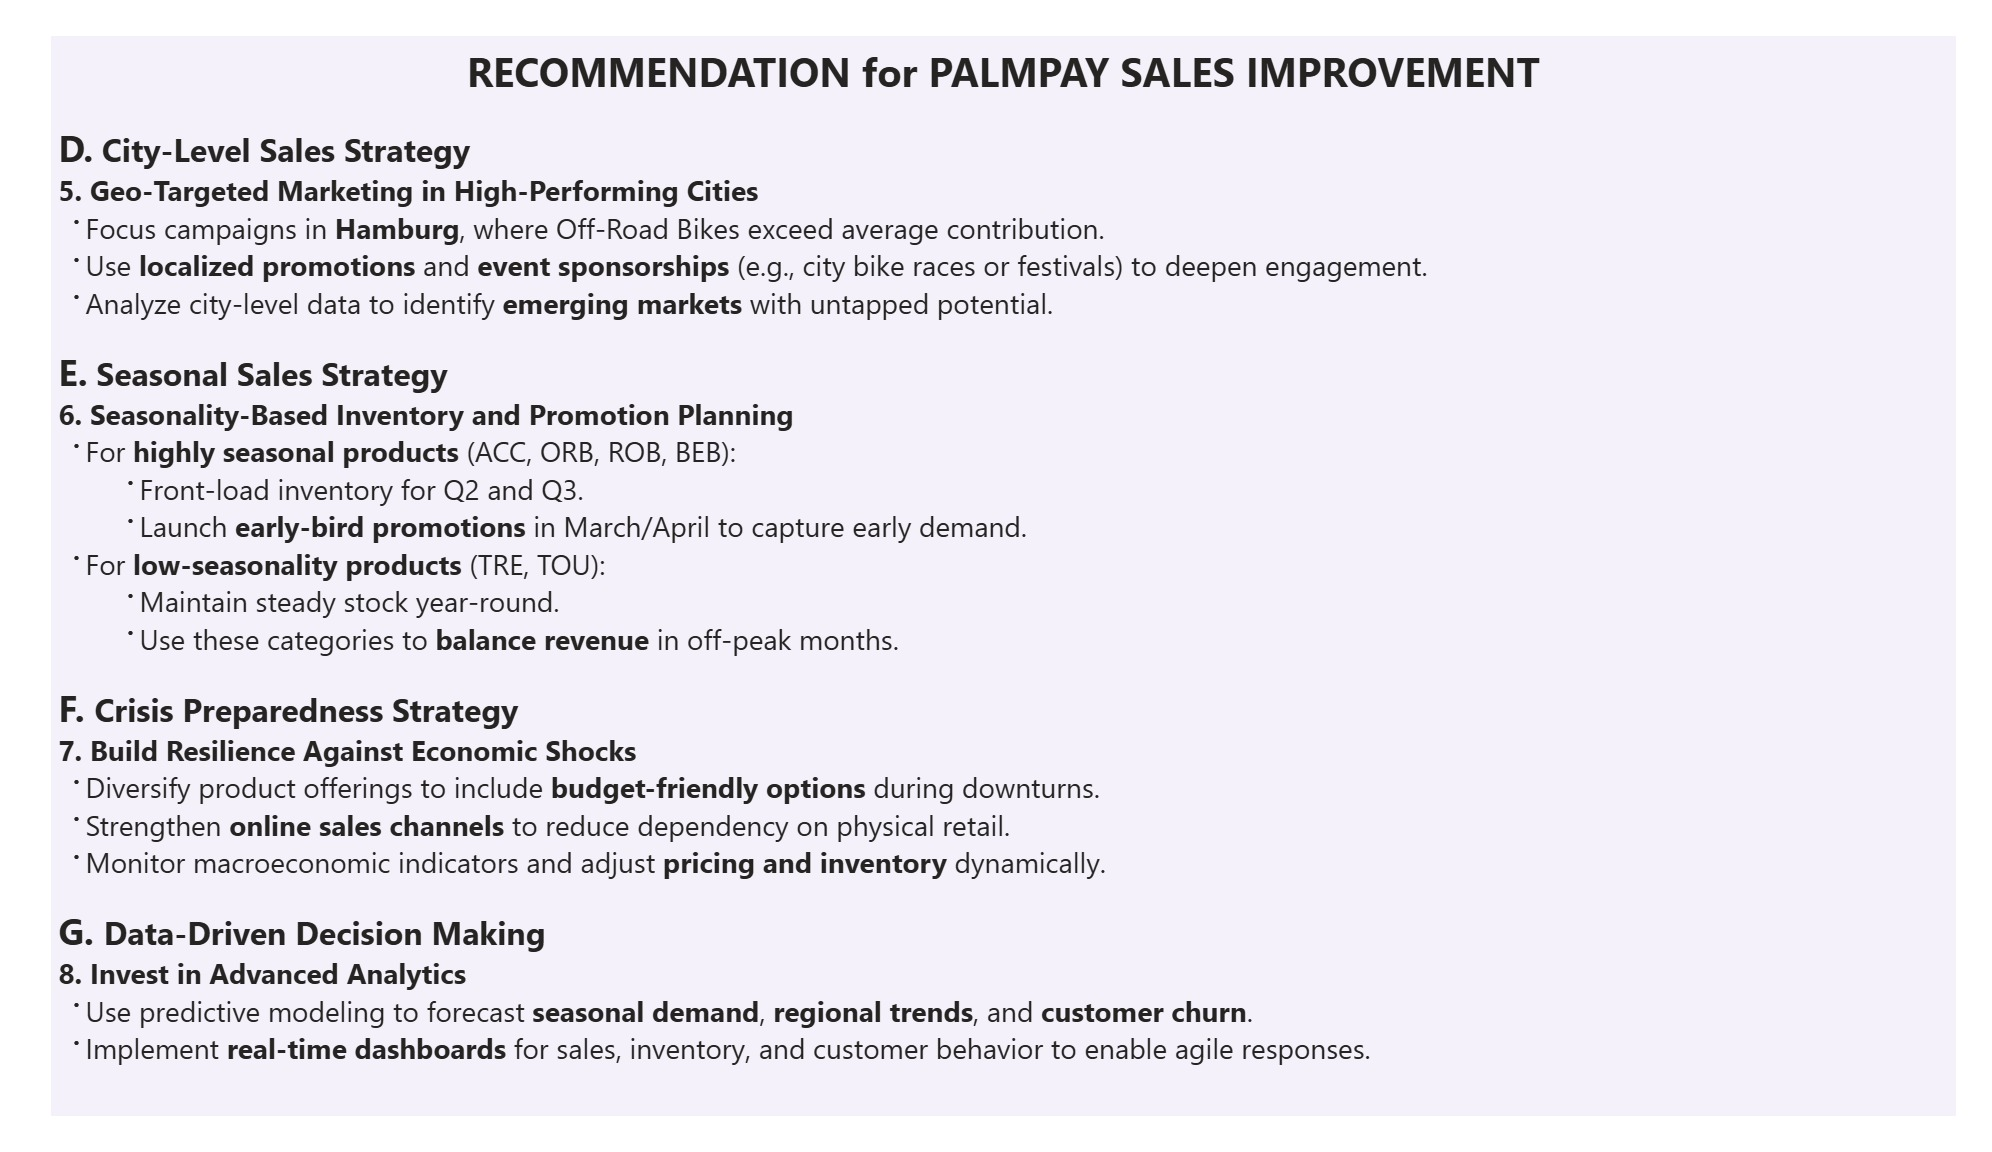 RECOMMENDATION for PALMPAY SALES IMPROVEMENT
D. City-Level Sales Strategy
5. Geo-Targeted Marketing in High-Performing Cities
• Focus campaigns in Hamburg, where Off-Road Bikes exceed average contribution.
• Use localized promotions and event sponsorships (e.g., city bike races or festivals) to deepen engagement.
• Analyze city-level data to identify emerging markets with untapped potential.
E. Seasonal Sales Strategy
6. Seasonality-Based Inventory and Promotion Planning
• For highly seasonal products (ACC, ORB, ROB, BEB):
• Front-load inventory for Q2 and Q3.
• Launch early-bird promotions in March/April to capture early demand.
• For low-seasonality products (TRE, TOU):
• Maintain steady stock year-round.
• Use these categories to balance revenue in off-peak months.
F. Crisis Preparedness Strategy
7. Build Resilience Against Economic Shocks
• Diversify product offerings to include budget-friendly options during downturns.
• Strengthen online sales channels to reduce dependency on physical retail.
• Monitor macroeconomic indicators and adjust pricing and inventory dynamically.
G. Data-Driven Decision Making
8. Invest in Advanced Analytics
• Use predictive modeling to forecast seasonal demand, regional trends, and customer churn.
• Implement real-time dashboards for sales, inventory, and customer behavior to enable agile responses.